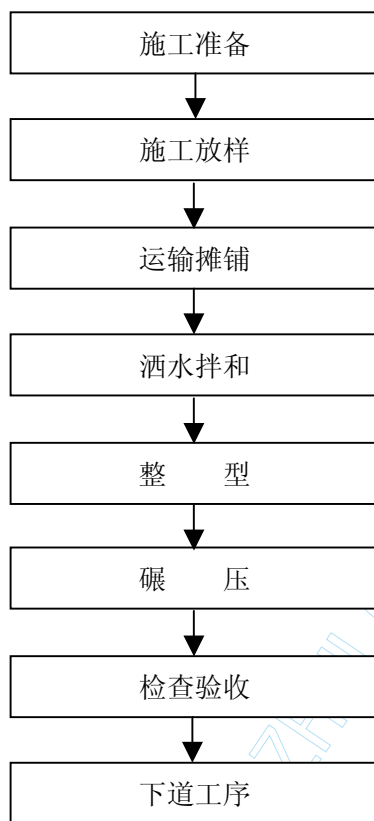 施工准备
施工放样
运输摊铺
洒水拌和
整 型
碾 压
检查验收
下道工序